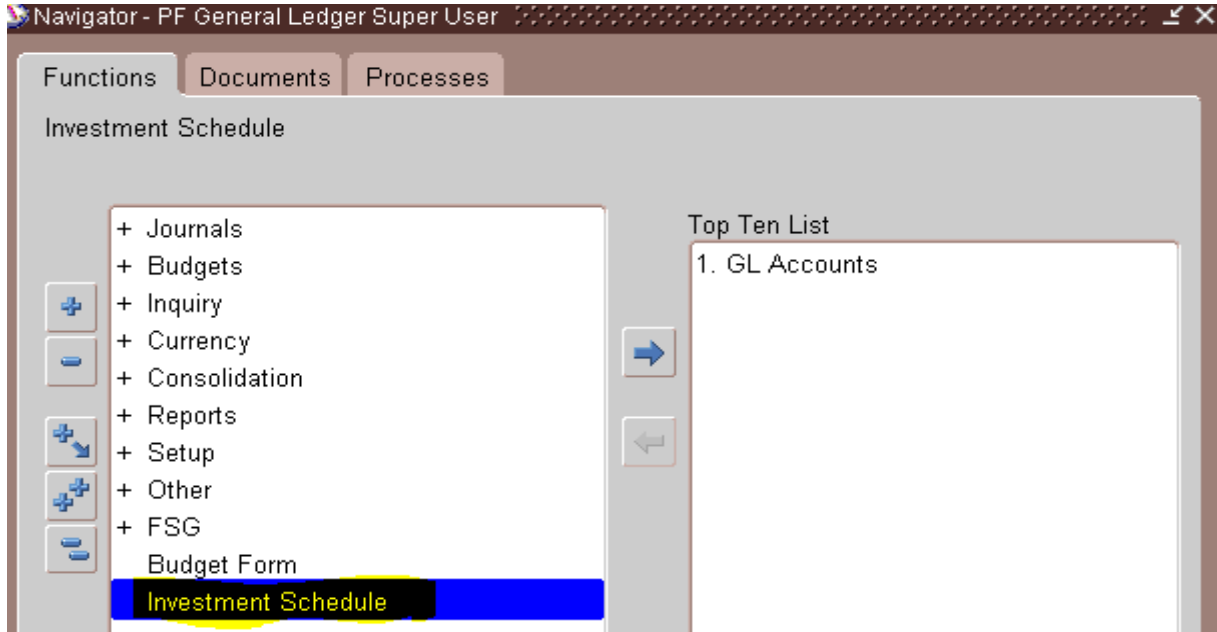 Navigator - PF General Ledger Super User
Functions Documents Processes
Investment Schedule
+ Journals
+ Budgets
+ Inquiry
+ Currency
+ Consolidation
+ Reports
+ Setup
+ Other
+ FSG
Budget Form
Investment Schedule
Top Ten List
1. GL Accounts